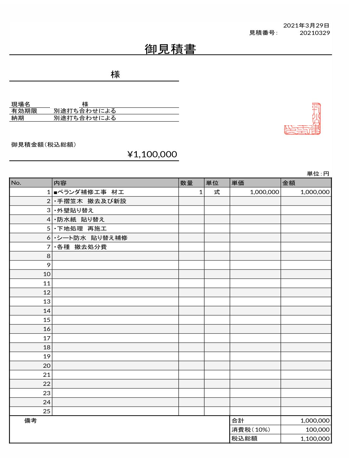 2021年3月29日
見積番号: 20210329
御見積書
様
現場名 様
有効期限 別途打ち合わせによる
納期 別途打ち合わせによる
御見積金額(税込総額)
¥1,100,000
単位:円
No. 内容 数量 単位 単価 金額
1 ■ベランダ補修工事 材工 1 式 1,000,000 1,000,000
2 ・手摺笠木 撤去及び新設
3 ・外壁貼り替え
4 ・防水紙 貼り替え
5 ・下地処理 再施工
6 ・シート防水 貼り替え補修
7 ・各種 撤去処分費
8
9
10
11
12
13
14
15
16
17
18
19
20
21
22
23
24
25
備考 合計 1,000,000
消費税(10%) 100,000
税込総額 1,100,000